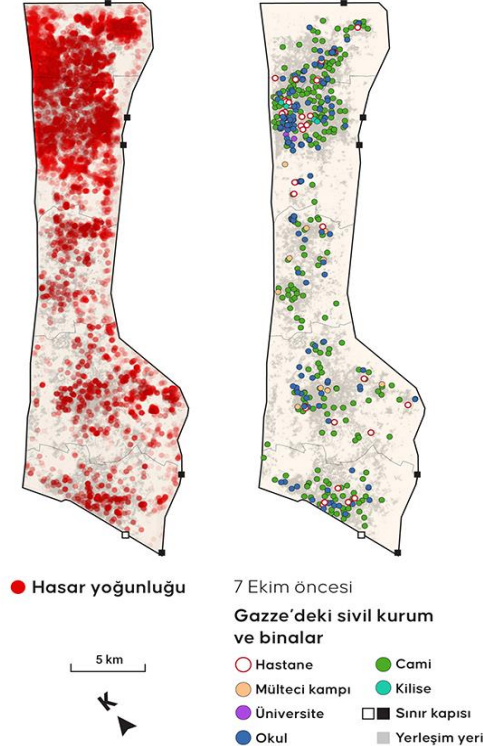 Hasar yoğunluğu
5 km
K
7 Ekim öncesi
Gazze'deki sivil kurum
ve binalar
Hastane
Mülteci kampı
Üniversite
Okul
Cami
Kilise
Sınır kapısı
Yerleşim yeri